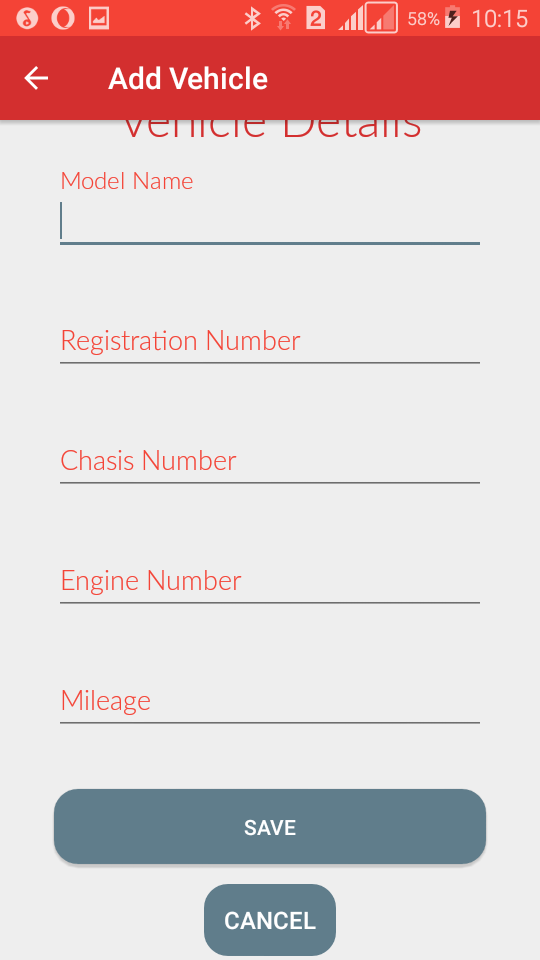 2 58% 10:15
Add Vehicle
Vehicle Details
Model Name
Registration Number
Chasis Number
Engine Number
Mileage
SAVE
CANCEL